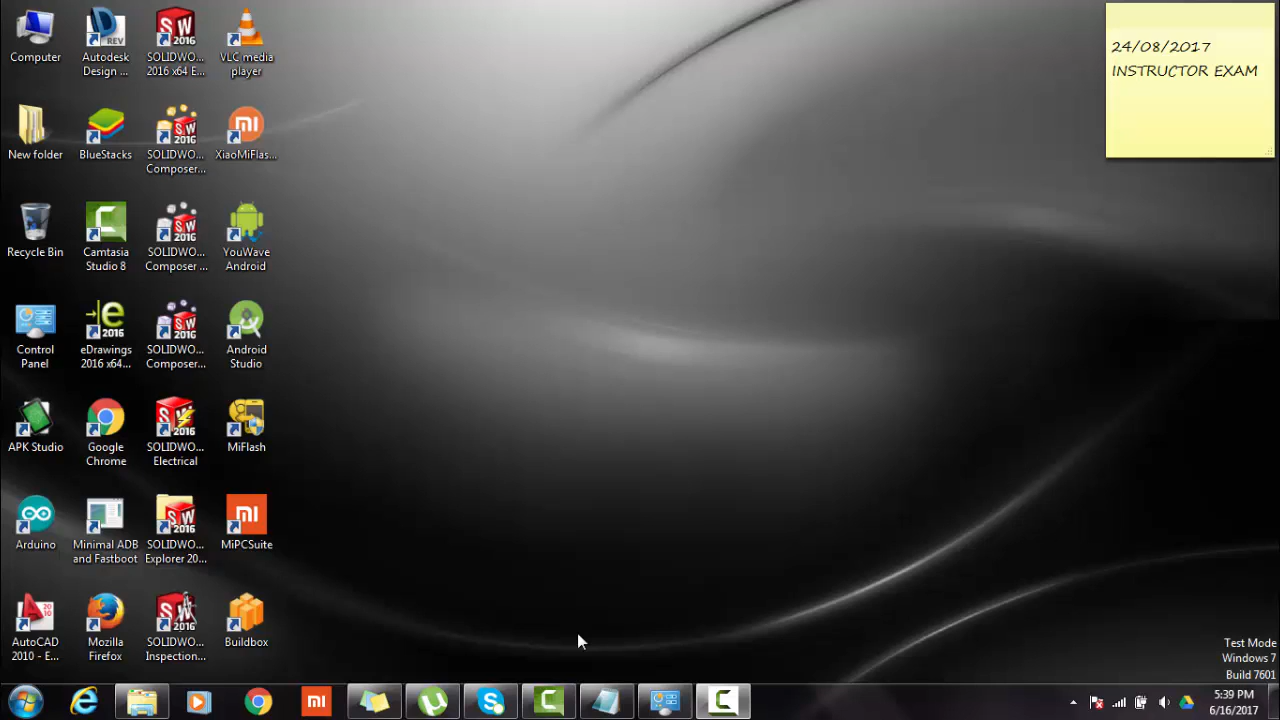 Computer
Autodesk
Design ...
SOLIDWO...
2016 x64 E...
VLC media
player
New folder
BlueStacks
SOLIDWO...
Composer...
XiaoMiFlas...
Recycle Bin
Camtasia
Studio 8
SOLIDWO...
Composer ...
YouWave
Android
Control
Panel
eDrawings
2016 x64...
SOLIDWO...
Composer...
Android
Studio
APK Studio
Google
Chrome
SOLIDWO...
Electrical
MiFlash
Arduino
Minimal ADB
and Fastboot
SOLIDWO...
Explorer 20...
MiPCSuite
AutoCAD
2010 - E...
Mozilla
Firefox
SOLIDWO...
Inspection...
Buildbox
24/08/2017
INSTRUCTOR EXAM
Test Mode
Windows 7
Build 7601
5:39 PM
6/16/2017